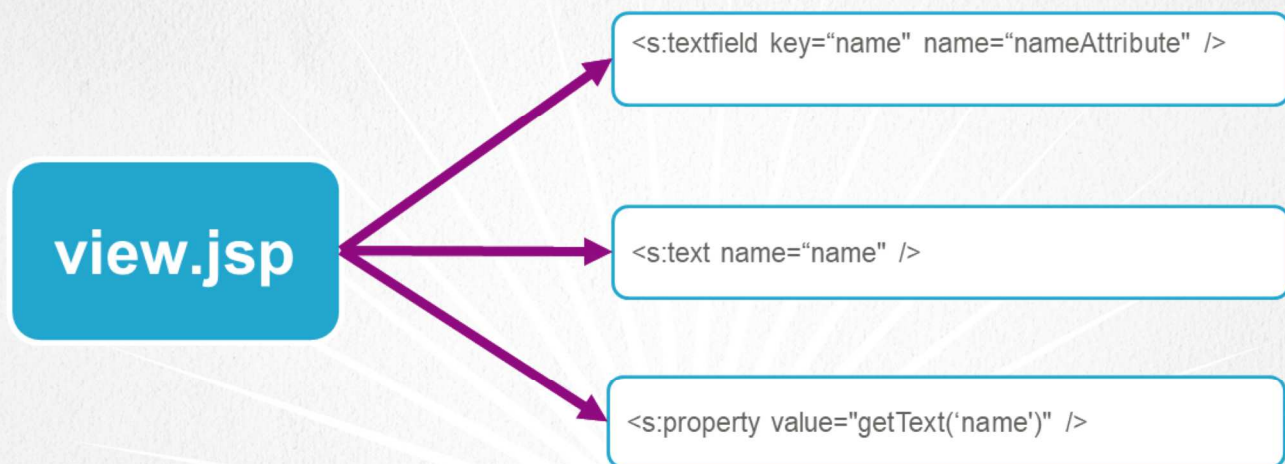 <s:textfield key=“name" name=“nameAttribute" />
view.jsp
<s:text name=“name" />
<s:property value="getText(‘name')" />